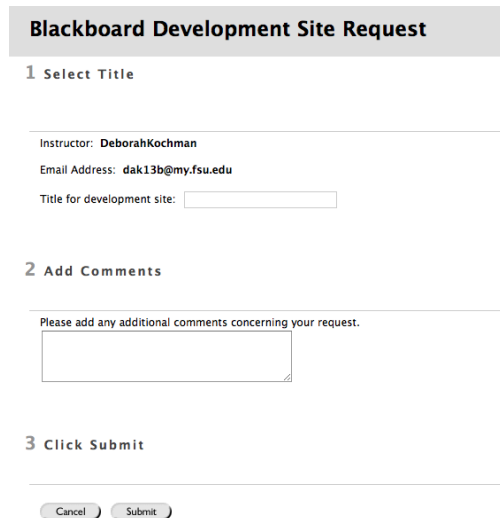 Blackboard Development Site Request
1 Select Title
Instructor: DeborahKochman
Email Address: dak13b@my.fsu.edu
Title for development site:
2 Add Comments
Please add any additional comments concerning your request.
3 Click Submit
Cancel Submit